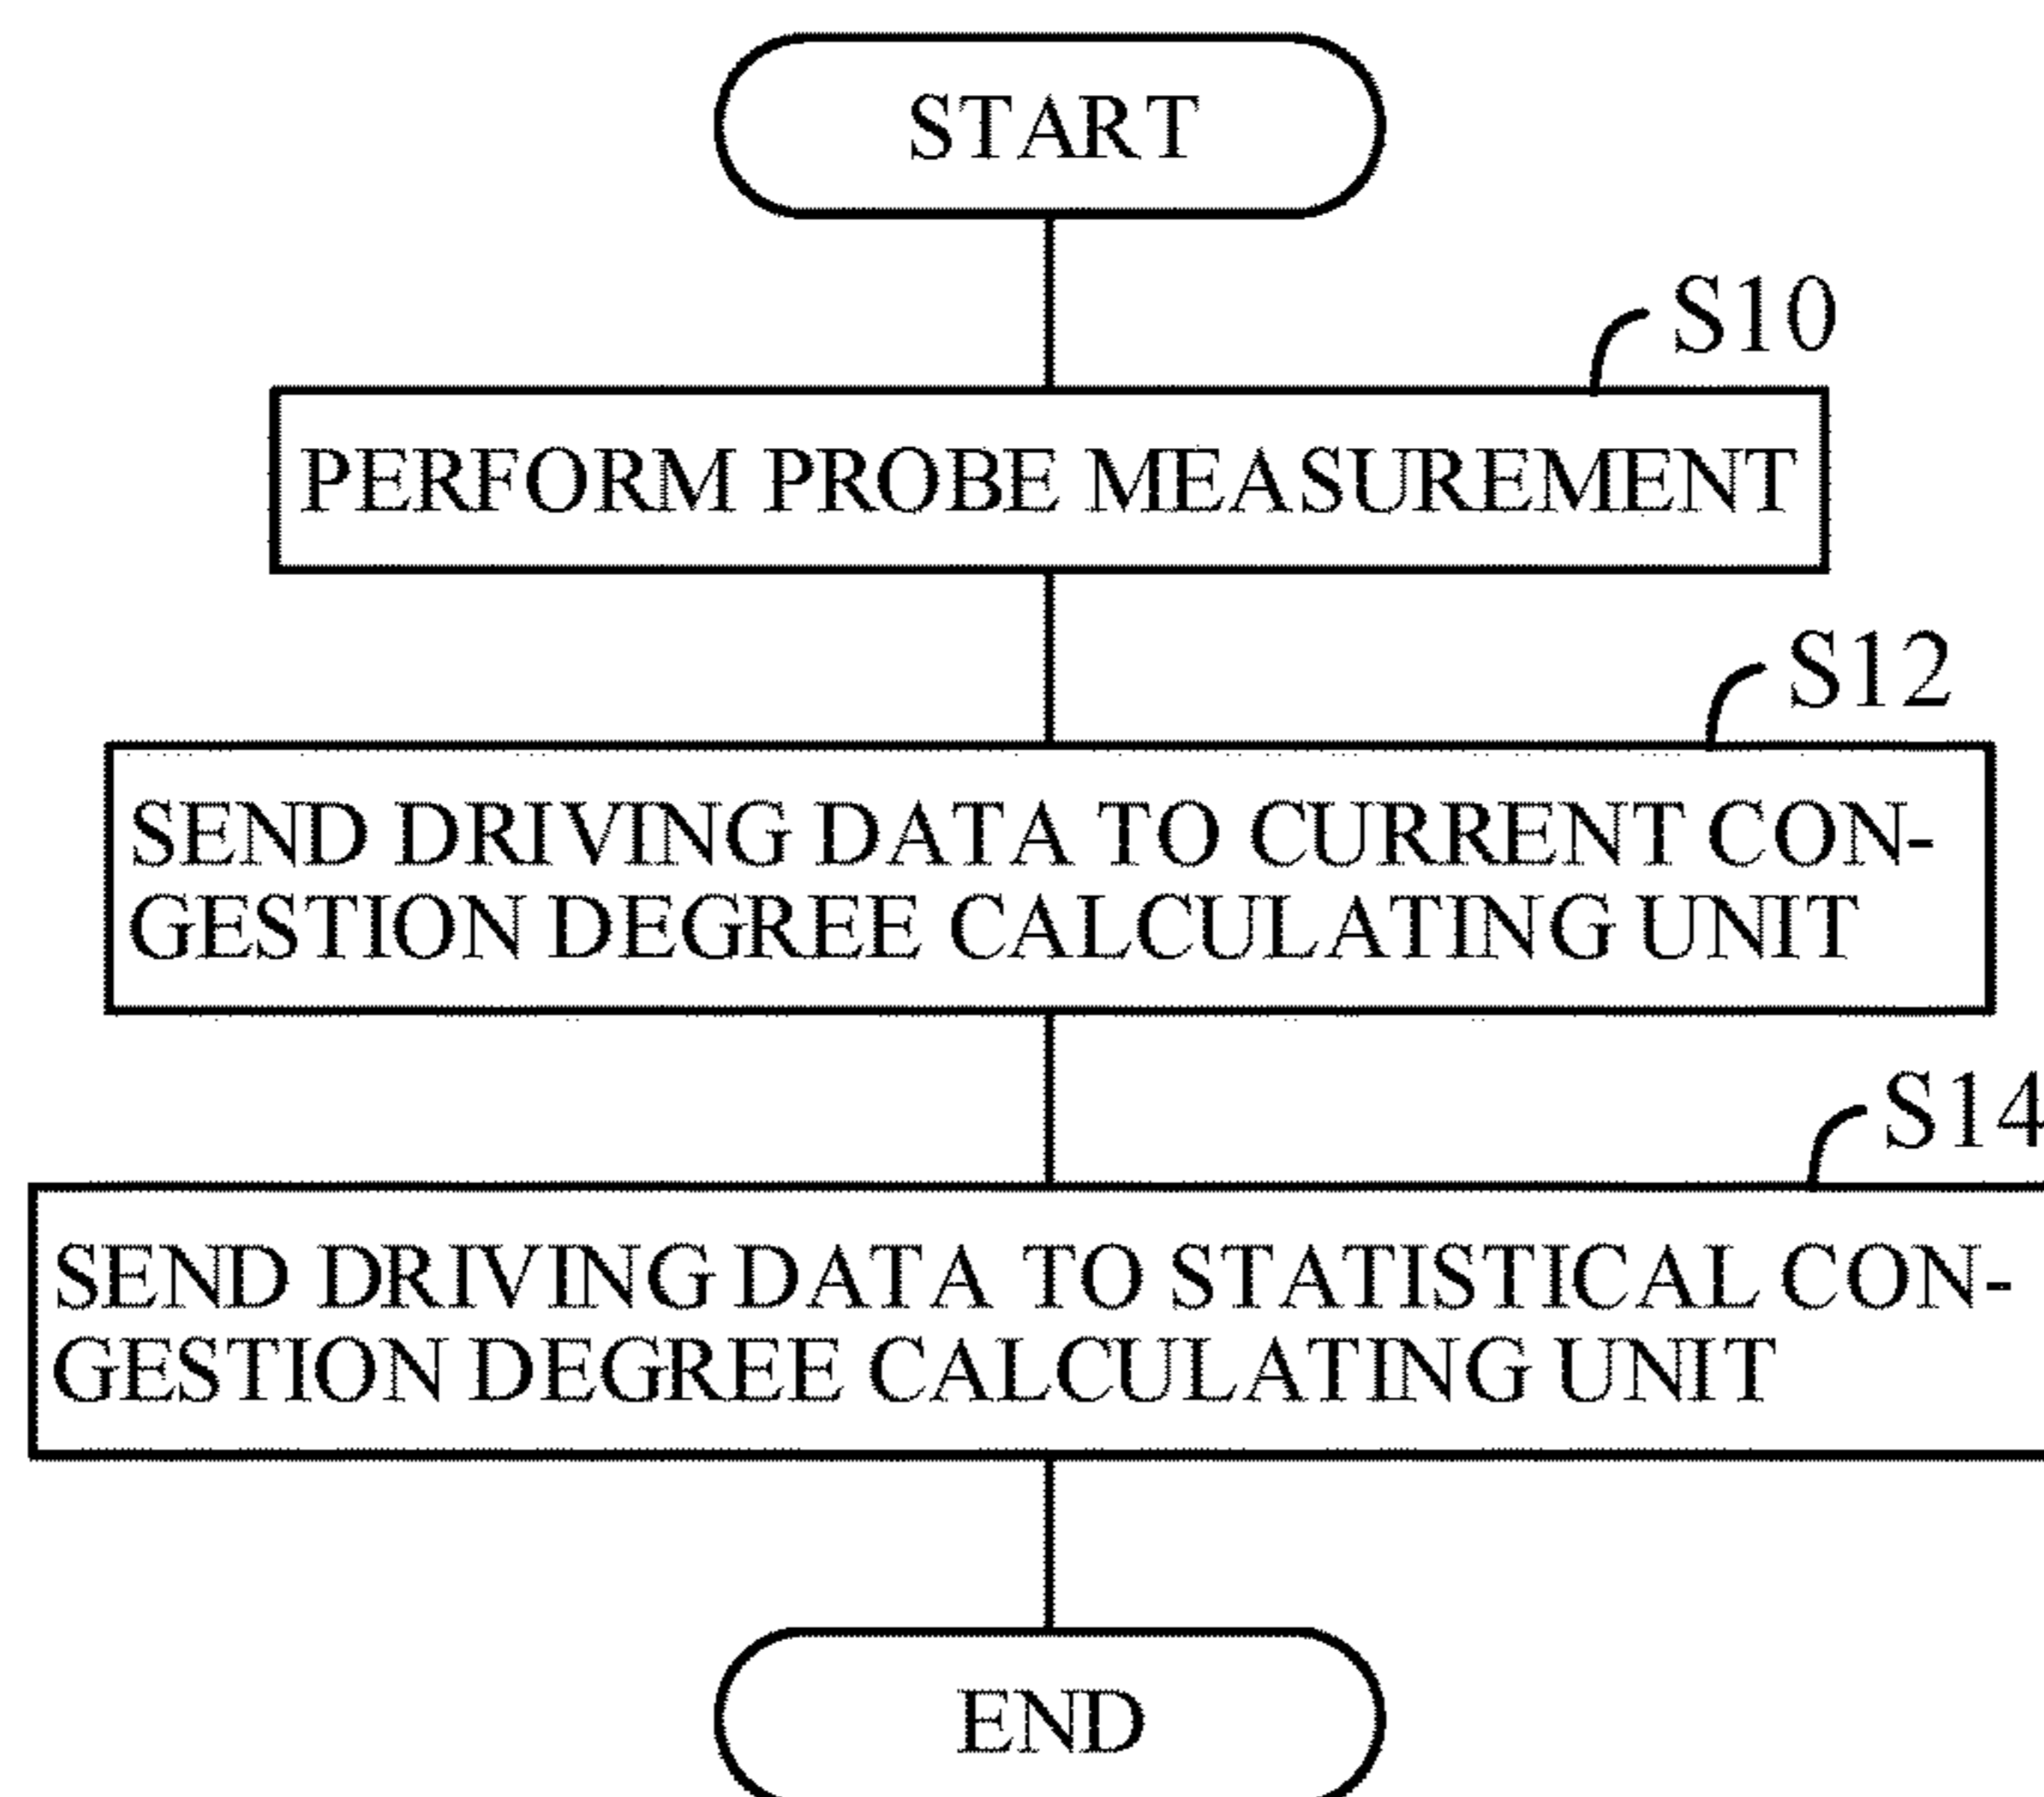 START
S10
PERFORM PROBE MEASUREMENT
S12
SEND DRIVING DATA TO CURRENT CON-
GESTION DEGREE CALCULATING UNIT
S14
SEND DRIVING DATA TO STATISTICAL CON-
GESTION DEGREE CALCULATING UNIT
END